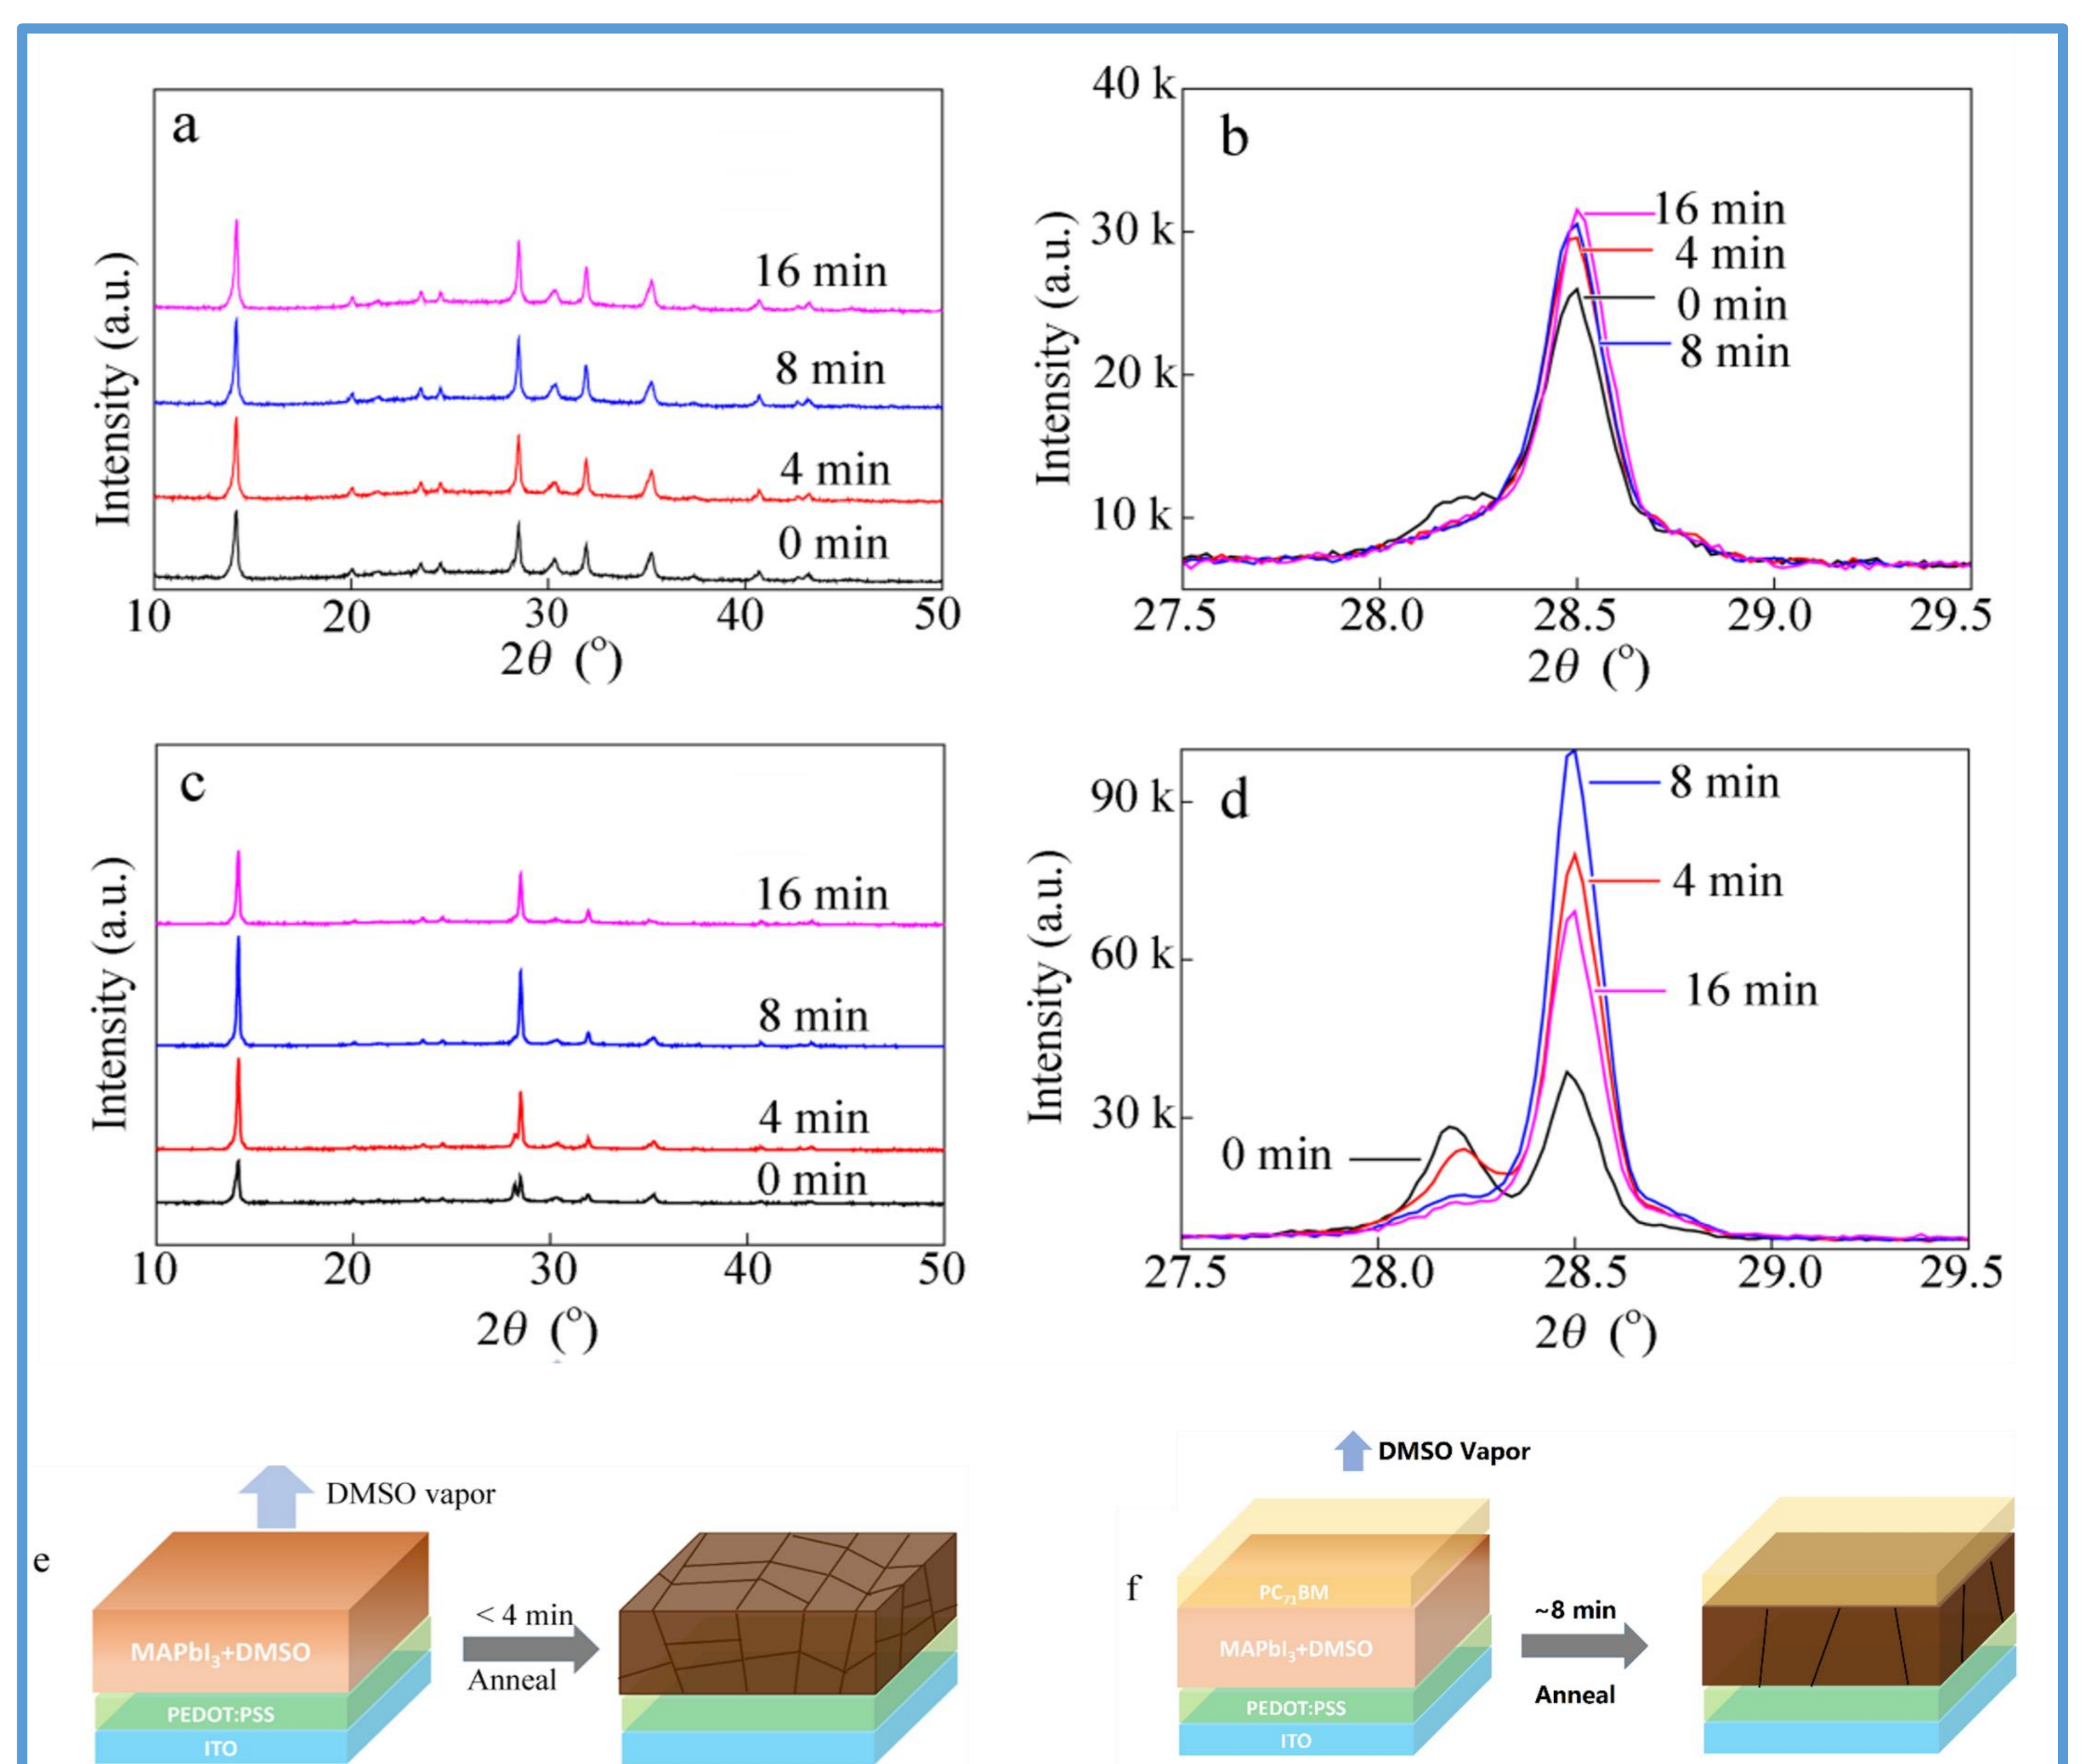 a
Intensity (a.u.)
16 min
8 min
4 min
0 min
10 20 30 40 50
2θ (°)
b
Intensity (a.u.)
40 k
30 k
20 k
10 k
16 min
4 min
0 min
8 min
27.5 28.0 28.5 29.0 29.5
2θ (°)
c
Intensity (a.u.)
16 min
8 min
4 min
0 min
10 20 30 40 50
2θ (°)
d
Intensity (a.u.)
90 k
60 k
30 k
8 min
4 min
16 min
0 min
27.5 28.0 28.5 29.0 29.5
2θ (°)
e
DMSO vapor
MAPbI₃+DMSO
PEDOT:PSS
ITO
< 4 min
Anneal
f
DMSO Vapor
PC₇₁BM
MAPbI₃+DMSO
PEDOT:PSS
ITO
~8 min
Anneal